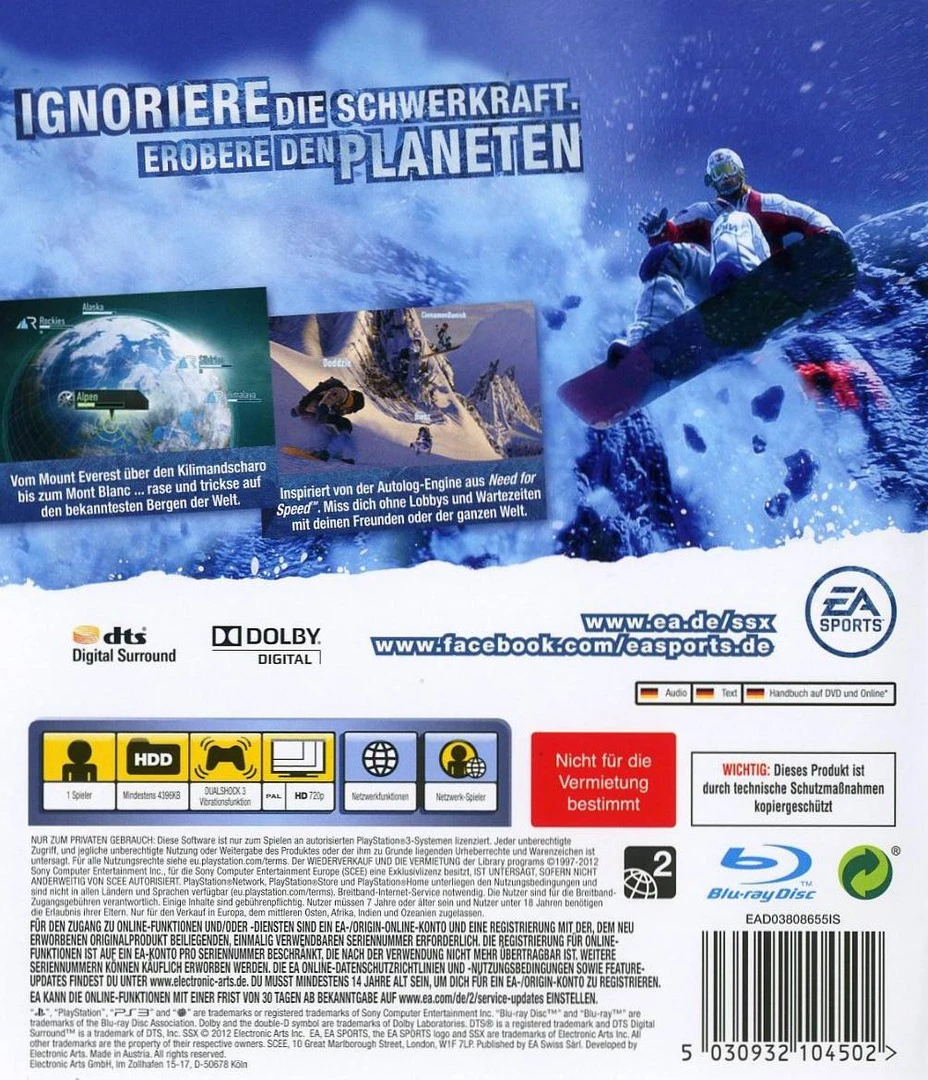 IGNORIERE DIE SCHWERKRAFT.
EROBERE DEN PLANETEN
Alaska
Rockies
Alpen
Vom Mount Everest über den Kilimandscharo
bis zum Mont Blanc ... rase und trickse auf
den bekanntesten Bergen der Welt.
Inspiriert von der Autolog-Engine aus Need for
Speed™. Miss dich ohne Lobbys und Wartezeiten
mit deinen Freunden oder der ganzen Welt.
dts
Digital Surround
DOLBY
DIGITAL
www.ea.de/ssx
www.facebook.com/easports.de
EA
SPORTS™
Audio
Text
Handbuch auf DVD und Online*
HDD
1 Spieler
Mindestens 4396KB
DUALSHOCK 3
Vibrationsfunktion
PAL
HD 720p
Netzwerkfunktionen
Netzwerk-Spieler
Nicht für die
Vermietung
bestimmt
WICHTIG: Dieses Produkt ist
durch technische Schutzmaßnahmen
kopiergeschützt
NUR ZUM PRIVATEN GEBRAUCH: Diese Software ist nur zum Spielen an autorisierten PlayStation®3-Systemen lizenziert. Jeder unberechtigte
Zugriff, und jegliche unberechtigte Nutzung oder Weitergabe des Produktes oder der ihm zu Grunde liegenden Urheberrechte und Warenzeichen ist
untersagt. Für alle Nutzungsrechte siehe eu.playstation.com/terms. Der WIEDERVERKAUF UND DIE VERMIETUNG der Library programs ©1997-2012
Sony Computer Entertainment Inc., für die Sony Computer Entertainment Europe (SCEE) eine Exklusivlizenz besitzt, IST UNTERSAGT, SOFERN NICHT
ANDERWEITIG VON SCEE AUTORISIERT. PlayStation®Network, PlayStation®Store und PlayStation®Home unterliegen den Nutzungsbedingungen und
sind nicht in allen Ländern und Sprachen verfügbar (eu.playstation.com/terms). Breitband-Internet-Service notwendig. Die Nutzer sind für die Breitband-
Zugangsgebühren verantwortlich. Einige Inhalte sind gebührenpflichtig. Nutzer müssen 7 Jahre oder älter sein und Nutzer unter 18 Jahren benötigen
die Erlaubnis ihrer Eltern. Nur für den Verkauf in Europa, dem mittleren Osten, Afrika, Indien und Ozeanien zugelassen.
2
Blu-ray Disc™
®
EAD03808655IS
FÜR DEN ZUGANG ZU ONLINE-FUNKTIONEN UND/ODER -DIENSTEN SIND EIN EA-/ORIGIN-ONLINE-KONTO UND EINE REGISTRIERUNG MIT DER, DEM NEU
ERWORBENEN ORIGINALPRODUKT BEILIEGENDEN, EINMALIG VERWENDBAREN SERIENNUMMER ERFORDERLICH. DIE REGISTRIERUNG FÜR ONLINE-
FUNKTIONEN IST AUF EIN EA-KONTO PRO SERIENNUMMER BESCHRÄNKT, DIE NACH DER VERWENDUNG NICHT MEHR ÜBERTRAGBAR IST. WEITERE
SERIENNUMMERN KÖNNEN KÄUFLICH ERWORBEN WERDEN. DIE EA ONLINE-DATENSCHUTZRICHTLINIEN UND -NUTZUNGSBEDINGUNGEN SOWIE FEATURE-
UPDATES FINDEST DU UNTER www.electronic-arts.de. DU MUSST MINDESTENS 14 JAHRE ALT SEIN, UM DICH FÜR EIN EA-/ORIGIN-KONTO ZU REGISTRIEREN.
EA KANN DIE ONLINE-FUNKTIONEN MIT EINER FRIST VON 30 TAGEN AB BEKANNTGABE AUF www.ea.com/de/2/service-updates EINSTELLEN.
"PlayStation", "PS3" and are trademarks or registered trademarks of Sony Computer Entertainment Inc. "Blu-ray Disc™" and "Blu-ray™" are
trademarks of the Blu-ray Disc Association. Dolby and the double-D symbol are trademarks of Dolby Laboratories. DTS® is a registered trademark and DTS Digital
Surround™ is a trademark of DTS, Inc. SSX © 2012 Electronic Arts Inc. EA, EA SPORTS, the EA SPORTS logo and SSX are trademarks of Electronic Arts Inc. All
other trademarks are the property of their respective owners. SCEE, 10 Great Marlborough Street, London, W1F 7LP. Published by EA Swiss Sàrl. Developed by
Electronic Arts. Made in Austria. All rights reserved.
Electronic Arts GmbH, Im Zollhafen 15-17, D-50678 Köln
5 030932 104502 >